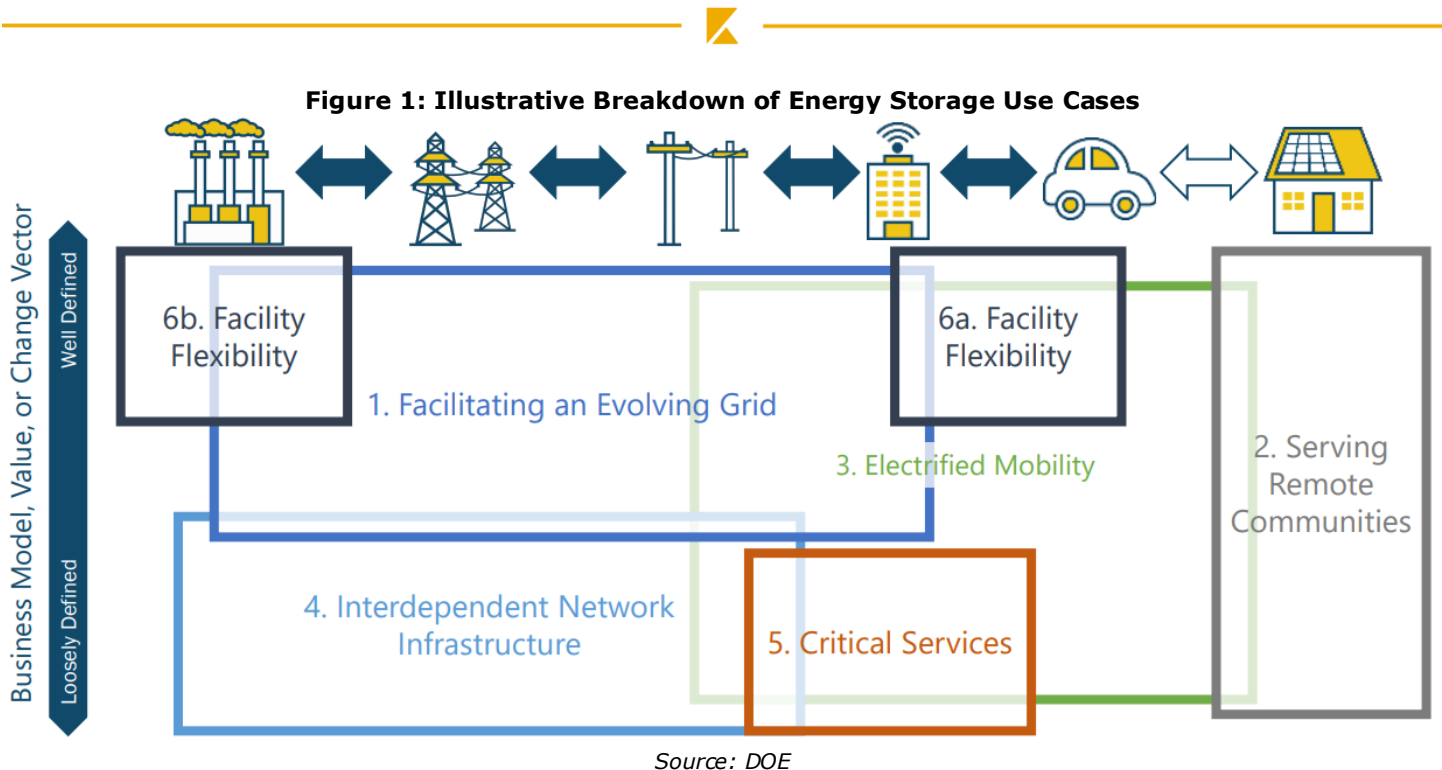 Figure 1: Illustrative Breakdown of Energy Storage Use Cases
Business Model, Value, or Change Vector
Well Defined
Loosely Defined
6b. Facility
Flexibility
6a. Facility
Flexibility
1. Facilitating an Evolving Grid
3. Electrified Mobility
2. Serving
Remote
Communities
4. Interdependent Network
Infrastructure
5. Critical Services
Source: DOE